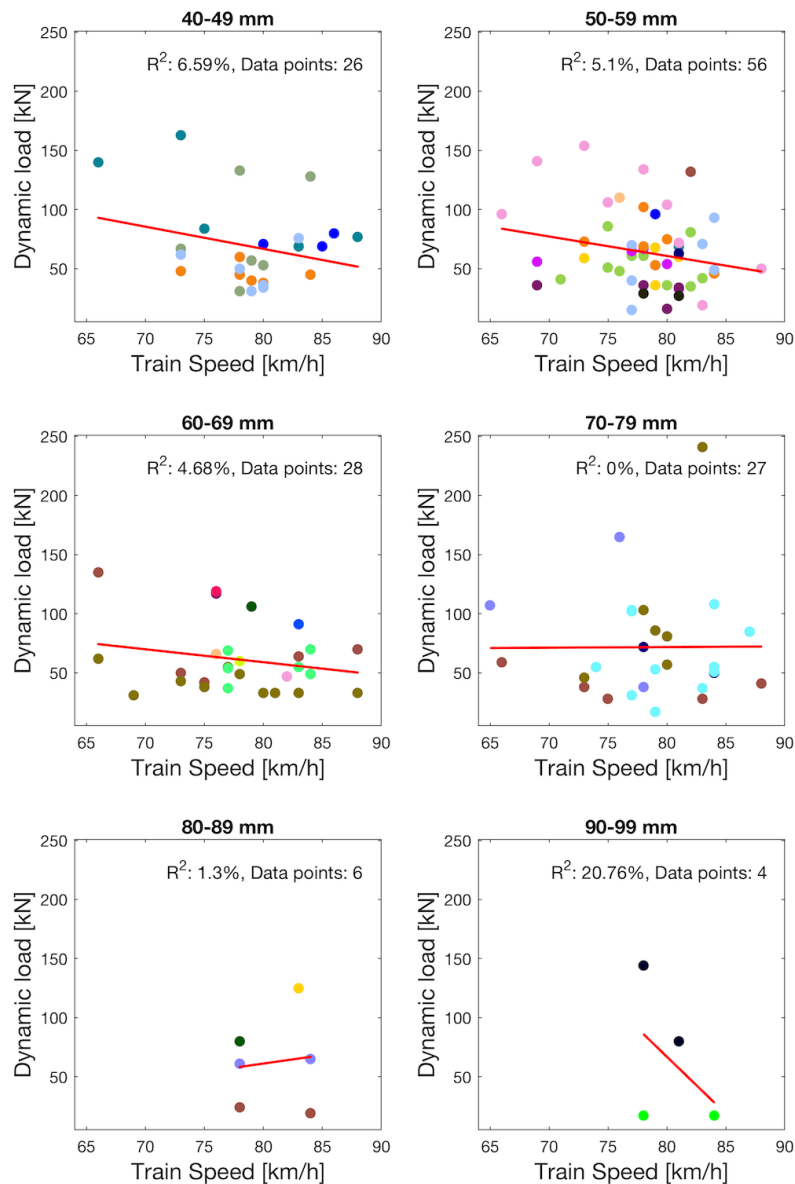 40-49 mm
R²: 6.59%, Data points: 26
250
200
150
100
50
Dynamic load [kN]
65 70 75 80 85 90
Train Speed [km/h]
50-59 mm
R²: 5.1%, Data points: 56
250
200
150
100
50
Dynamic load [kN]
65 70 75 80 85 90
Train Speed [km/h]
60-69 mm
R²: 4.68%, Data points: 28
250
200
150
100
50
Dynamic load [kN]
65 70 75 80 85 90
Train Speed [km/h]
70-79 mm
R²: 0%, Data points: 27
250
200
150
100
50
Dynamic load [kN]
65 70 75 80 85 90
Train Speed [km/h]
80-89 mm
R²: 1.3%, Data points: 6
250
200
150
100
50
Dynamic load [kN]
65 70 75 80 85 90
Train Speed [km/h]
90-99 mm
R²: 20.76%, Data points: 4
250
200
150
100
50
Dynamic load [kN]
65 70 75 80 85 90
Train Speed [km/h]